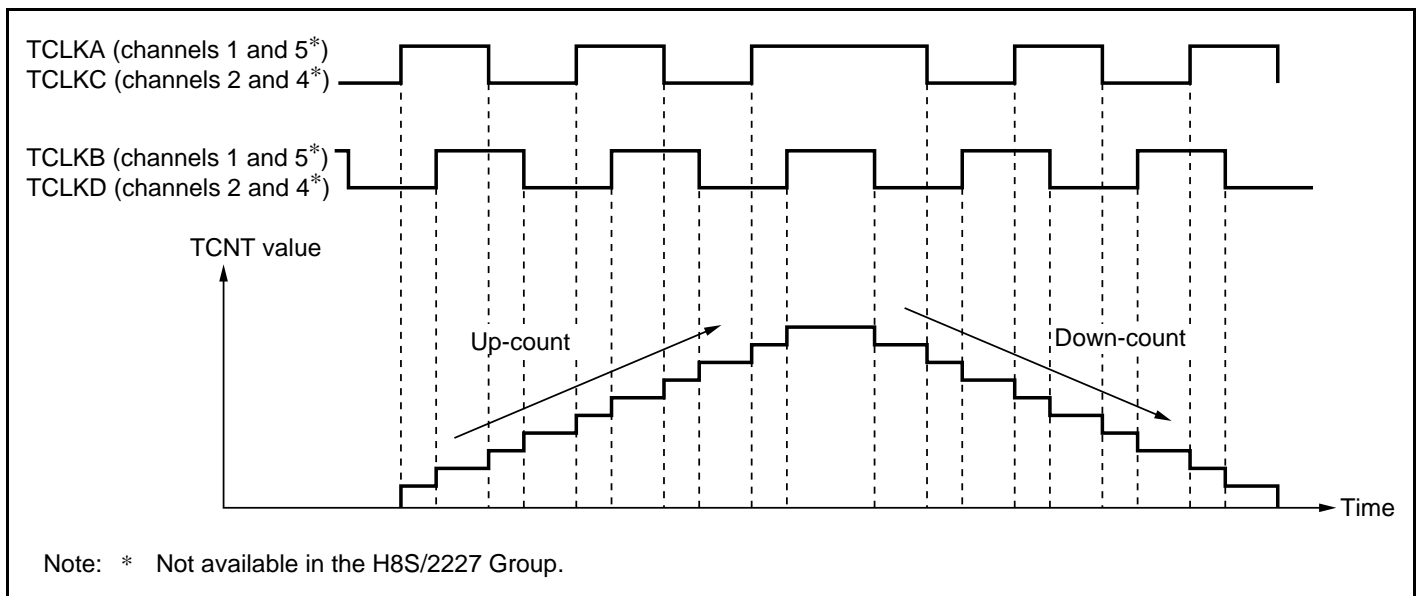 TCLKA (channels 1 and 5*)
TCLKC (channels 2 and 4*)
TCLKB (channels 1 and 5*)
TCLKD (channels 2 and 4*)
TCNT value
Up-count
Down-count
Time
Note: * Not available in the H8S/2227 Group.